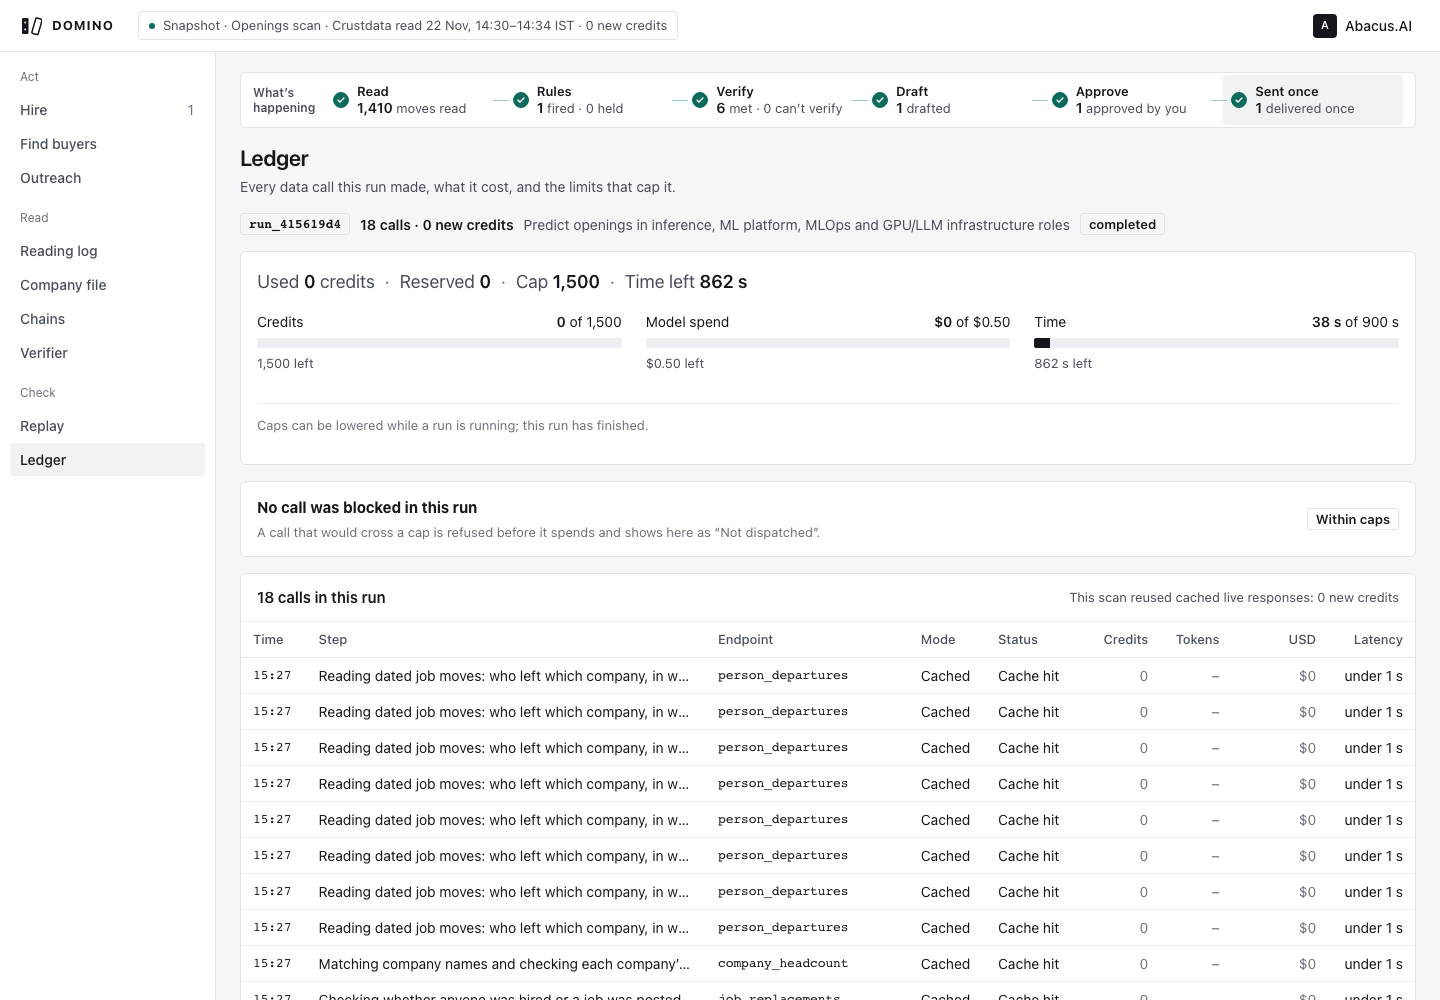 DOMINO
Snapshot · Openings scan · Crustdata read 22 Nov, 14:30–14:34 IST · 0 new credits
A
Abacus.AI
Act
Hire 1
Find buyers
Outreach
Read
Reading log
Company file
Chains
Verifier
Check
Replay
Ledger
What's
happening
Read
1,410 moves read
Rules
1 fired · 0 held
Verify
6 met · 0 can't verify
Draft
1 drafted
Approve
1 approved by you
Sent once
1 delivered once
Ledger
Every data call this run made, what it cost, and the limits that cap it.
run_415619d4 18 calls · 0 new credits Predict openings in inference, ML platform, MLOps and GPU/LLM infrastructure roles completed
Used 0 credits · Reserved 0 · Cap 1,500 · Time left 862 s
Credits 0 of 1,500
1,500 left
Model spend $0 of $0.50
$0.50 left
Time 38 s of 900 s
862 s left
Caps can be lowered while a run is running; this run has finished.
No call was blocked in this run
A call that would cross a cap is refused before it spends and shows here as “Not dispatched”.
Within caps
18 calls in this run
This scan reused cached live responses: 0 new credits
Time Step Endpoint Mode Status Credits Tokens USD Latency
15:27 Reading dated job moves: who left which company, in w... person_departures Cached Cache hit 0 – $0 under 1 s
15:27 Reading dated job moves: who left which company, in w... person_departures Cached Cache hit 0 – $0 under 1 s
15:27 Reading dated job moves: who left which company, in w... person_departures Cached Cache hit 0 – $0 under 1 s
15:27 Reading dated job moves: who left which company, in w... person_departures Cached Cache hit 0 – $0 under 1 s
15:27 Reading dated job moves: who left which company, in w... person_departures Cached Cache hit 0 – $0 under 1 s
15:27 Reading dated job moves: who left which company, in w... person_departures Cached Cache hit 0 – $0 under 1 s
15:27 Reading dated job moves: who left which company, in w... person_departures Cached Cache hit 0 – $0 under 1 s
15:27 Reading dated job moves: who left which company, in w... person_departures Cached Cache hit 0 – $0 under 1 s
15:27 Matching company names and checking each company'... company_headcount Cached Cache hit 0 – $0 under 1 s
15:27 Checking whether anyone was hired or a job was posted job_replacements Cached Cache hit 0 – $0 under 1 s